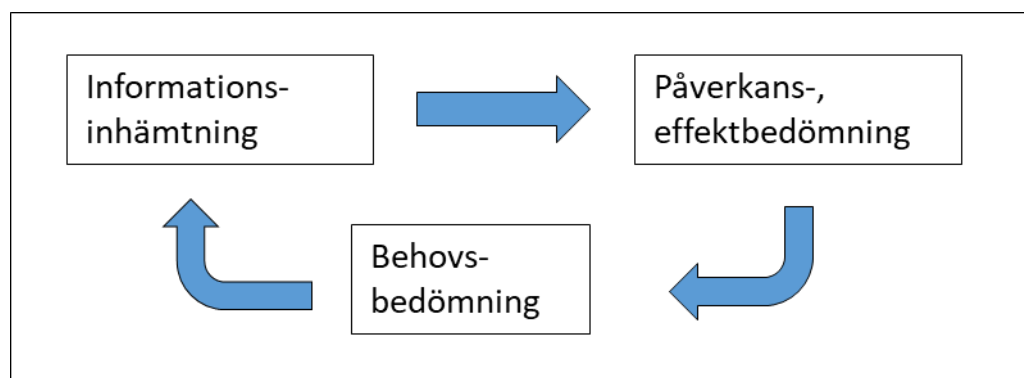 Informations-
inhämtning
Påverkans-,
effektbedömning
Behovs-
bedömning